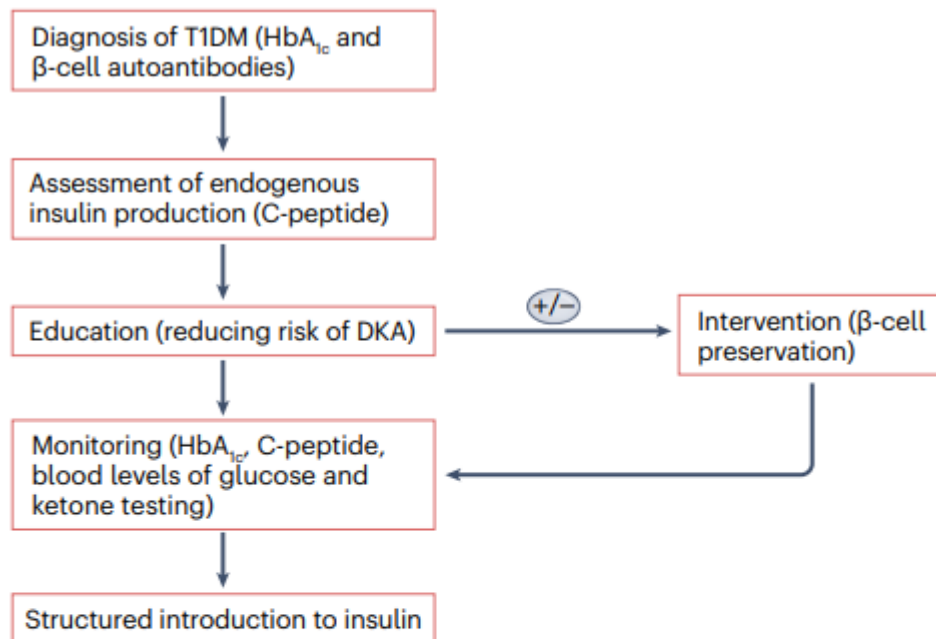 Diagnosis of T1DM (HbA1c and
β-cell autoantibodies)
Assessment of endogenous
insulin production (C-peptide)
Education (reducing risk of DKA)
+/−
Intervention (β-cell
preservation)
Monitoring (HbA1c, C-peptide,
blood levels of glucose and
ketone testing)
Structured introduction to insulin